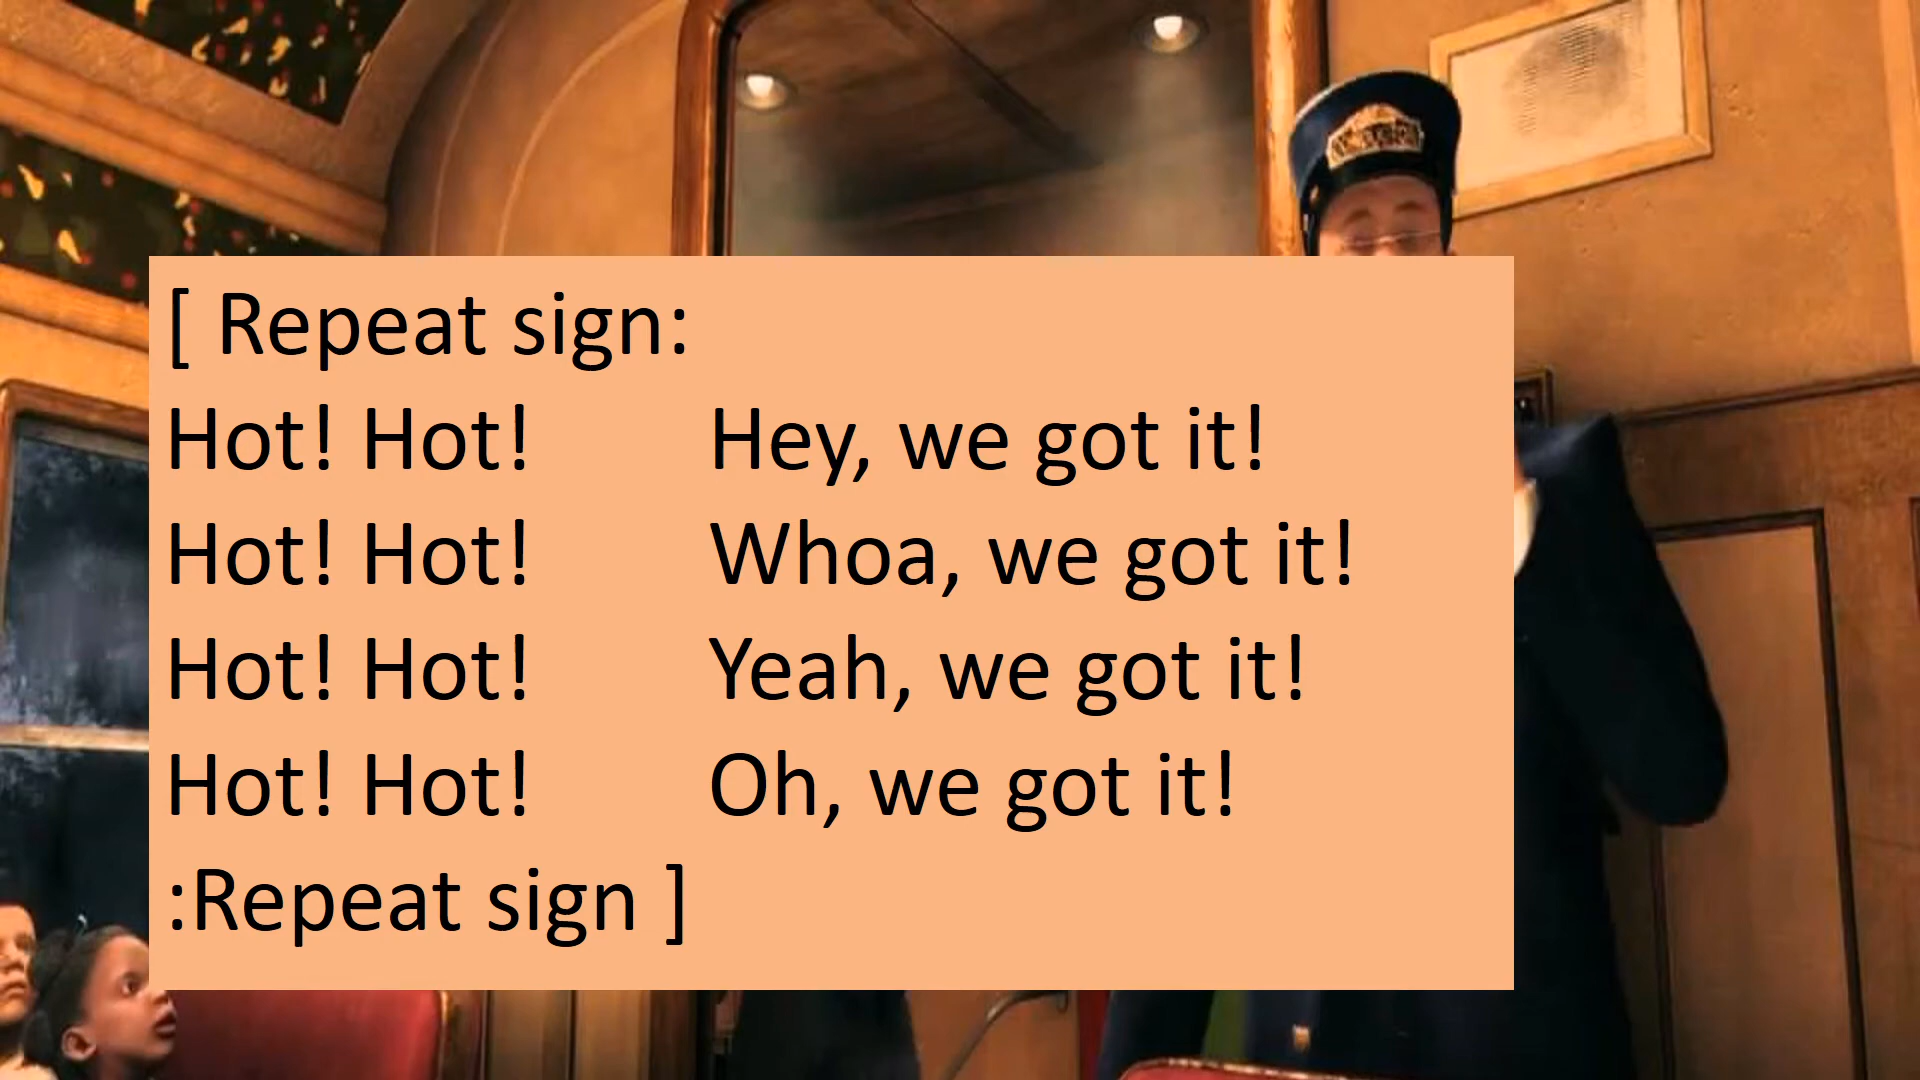 [ Repeat sign:
Hot! Hot! Hey, we got it!
Hot! Hot! Whoa, we got it!
Hot! Hot! Yeah, we got it!
Hot! Hot! Oh, we got it!
:Repeat sign ]